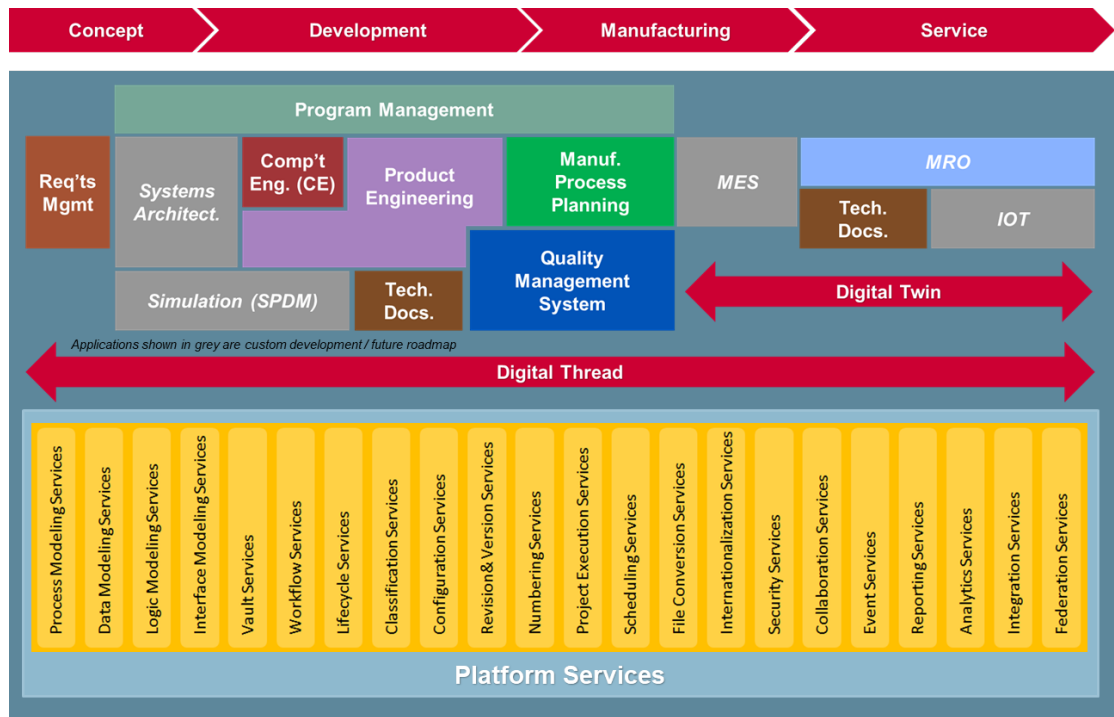 Concept
Development
Manufacturing
Service
Program Management
Req'ts
Mgmt
Systems
Architect.
Comp't
Eng. (CE)
Product
Engineering
Manuf.
Process
Planning
MES
MRO
Tech.
Docs.
IOT
Simulation (SPDM)
Tech.
Docs.
Quality
Management
System
Digital Twin
Applications shown in grey are custom development / future roadmap
Digital Thread
Process Modeling Services
Data Modeling Services
Logic Modeling Services
Interface Modeling Services
Vault Services
Workflow Services
Lifecycle Services
Classification Services
Configuration Services
Revision & Version Services
Numbering Services
Project Execution Services
Scheduling Services
File Conversion Services
Internationalization Services
Security Services
Collaboration Services
Event Services
Reporting Services
Analytics Services
Integration Services
Federation Services
Platform Services